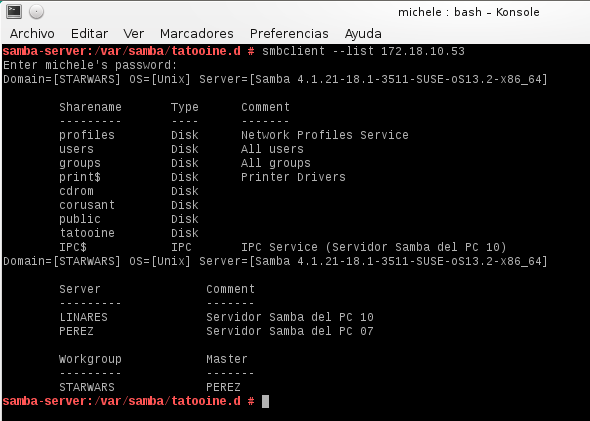 michele : bash – Konsole
Archivo Editar Ver Marcadores Preferencias Ayuda
samba-server:/var/samba/tatooine.d # smbclient --list 172.18.10.53
Enter michele's password:
Domain=[STARWARS] OS=[Unix] Server=[Samba 4.1.21-18.1-3511-SUSE-oS13.2-x86_64]
Sharename Type Comment
--------- ---- -------
profiles Disk Network Profiles Service
users Disk All users
groups Disk All groups
print$ Disk Printer Drivers
cdrom Disk
corusant Disk
public Disk
tatooine Disk
IPC$ IPC IPC Service (Servidor Samba del PC 10)
Domain=[STARWARS] OS=[Unix] Server=[Samba 4.1.21-18.1-3511-SUSE-oS13.2-x86_64]
Server Comment
--------- -------
LINARES Servidor Samba del PC 10
PEREZ Servidor Samba del PC 07
Workgroup Master
--------- -------
STARWARS PEREZ
samba-server:/var/samba/tatooine.d #